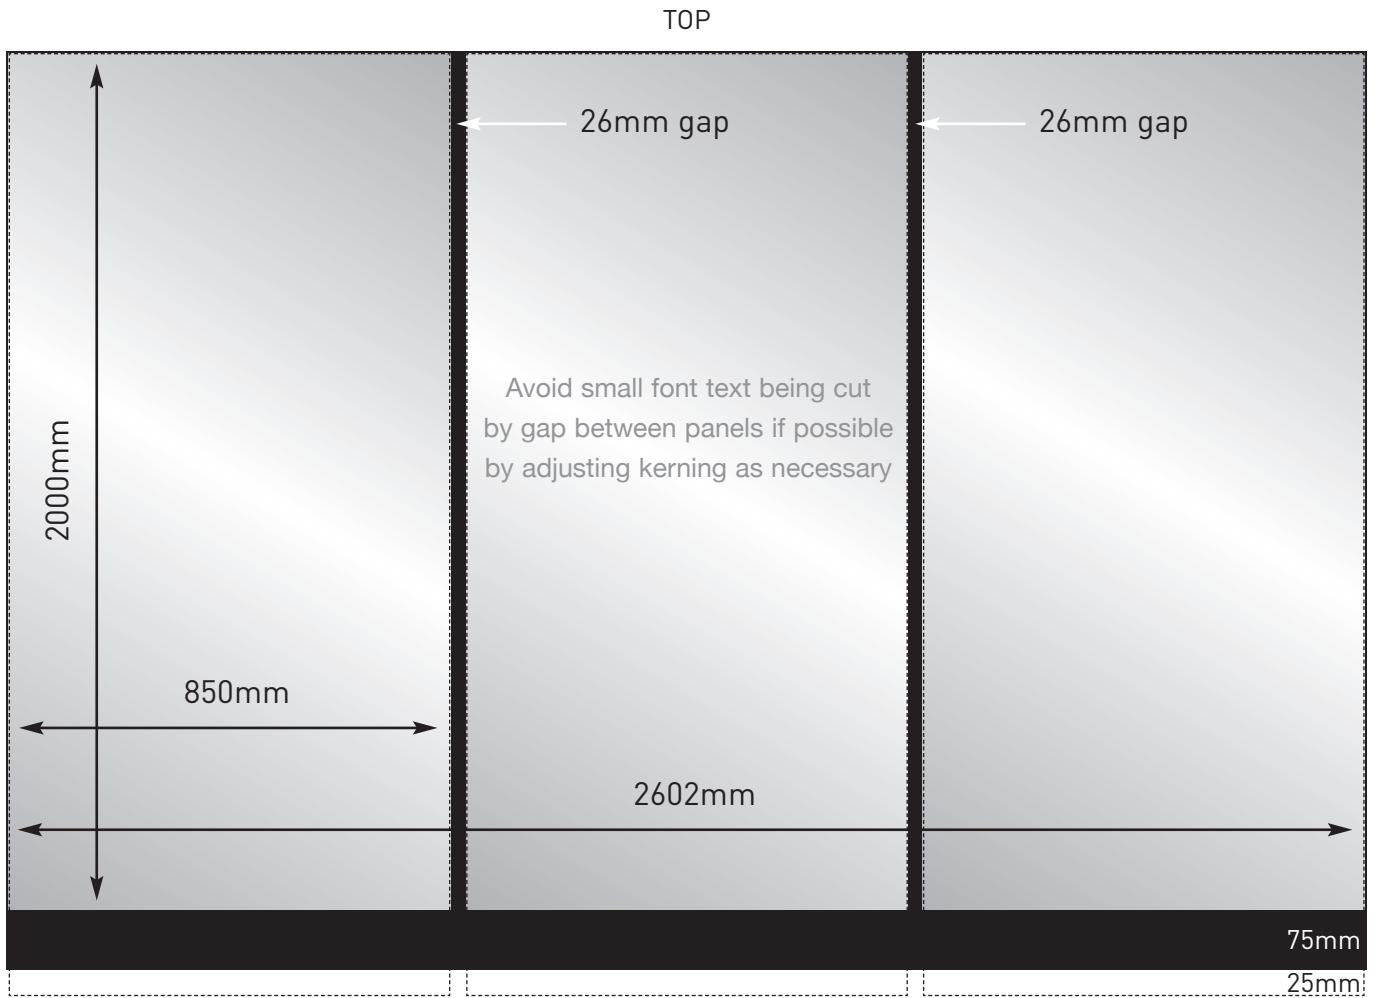 TOP
26mm gap
26mm gap
Avoid small font text being cut
by gap between panels if possible
by adjusting kerning as necessary
2000mm
850mm
2602mm
75mm
25mm